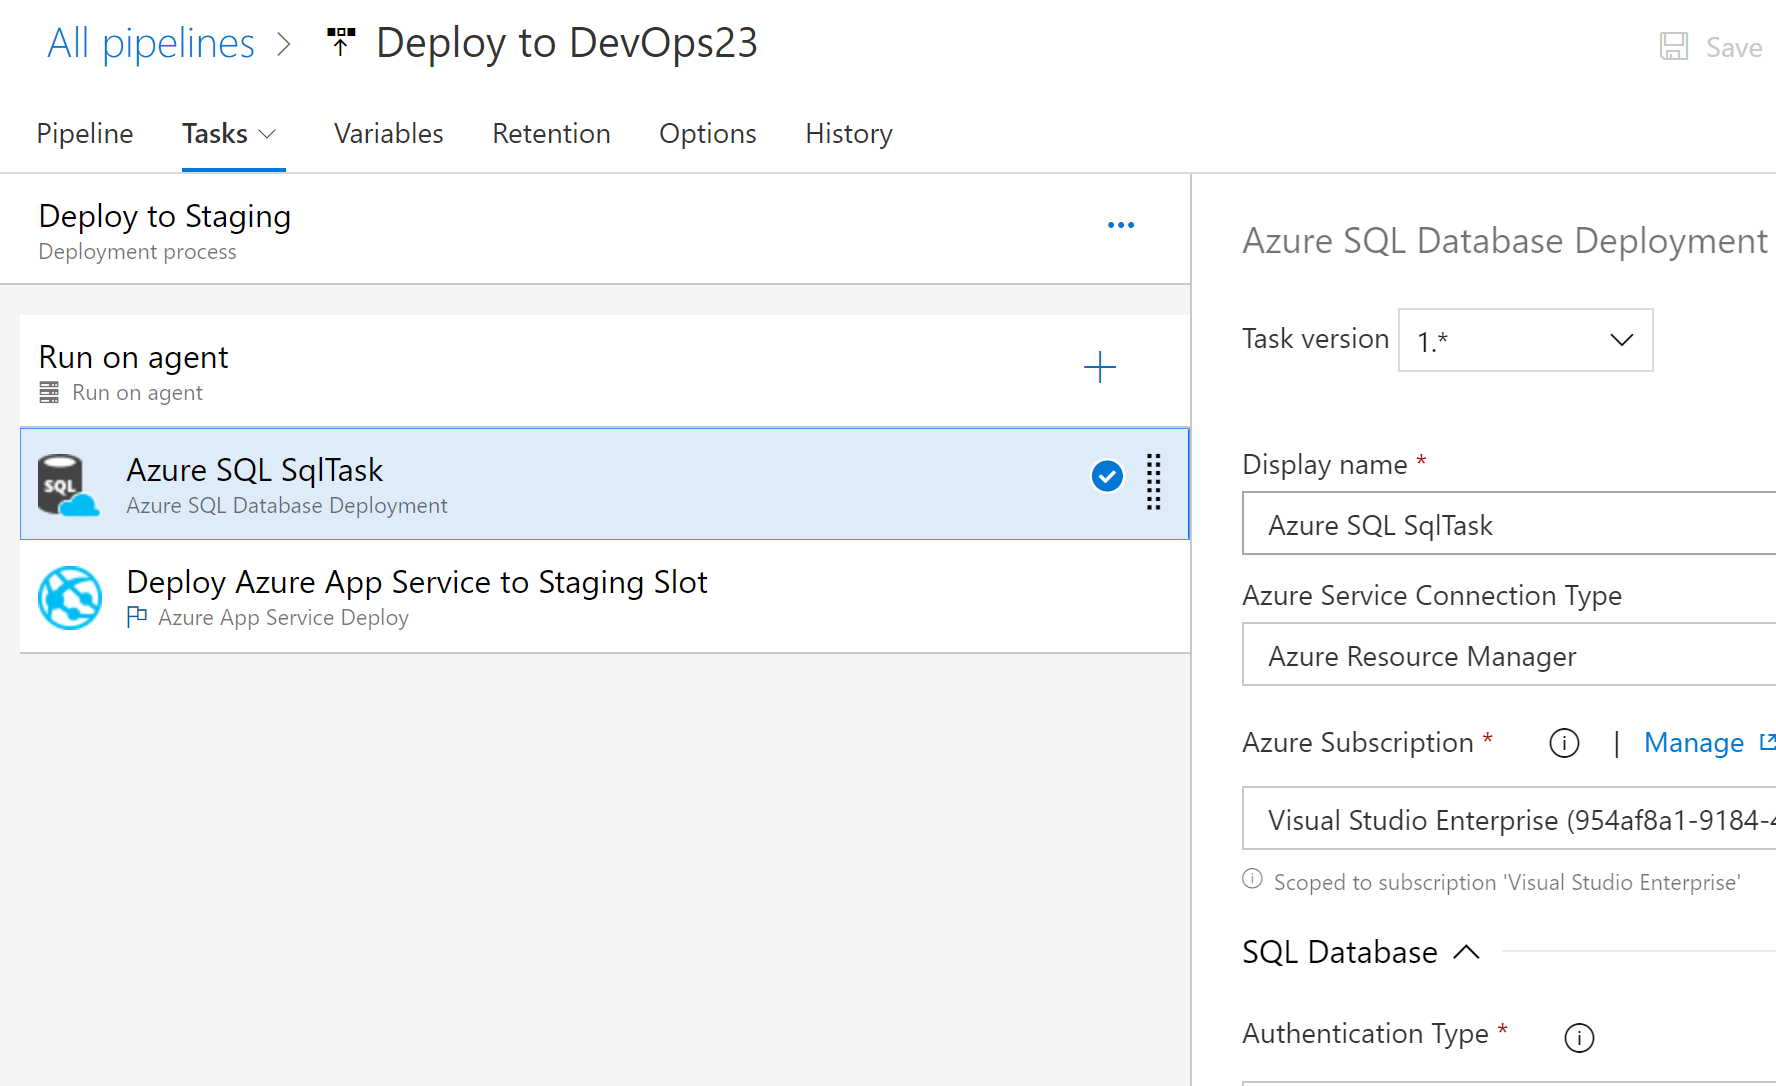 All pipelines > Deploy to DevOps23
Save
Pipeline Tasks Variables Retention Options History
Deploy to Staging
Deployment process
Run on agent
Run on agent
SQL
Azure SQL SqlTask
Azure SQL Database Deployment
Deploy Azure App Service to Staging Slot
Azure App Service Deploy
Azure SQL Database Deployment
Task version 1.*
Display name *
Azure SQL SqlTask
Azure Service Connection Type
Azure Resource Manager
Azure Subscription * | Manage
Visual Studio Enterprise (954af8a1-9184-4
Scoped to subscription 'Visual Studio Enterprise'
SQL Database
Authentication Type *